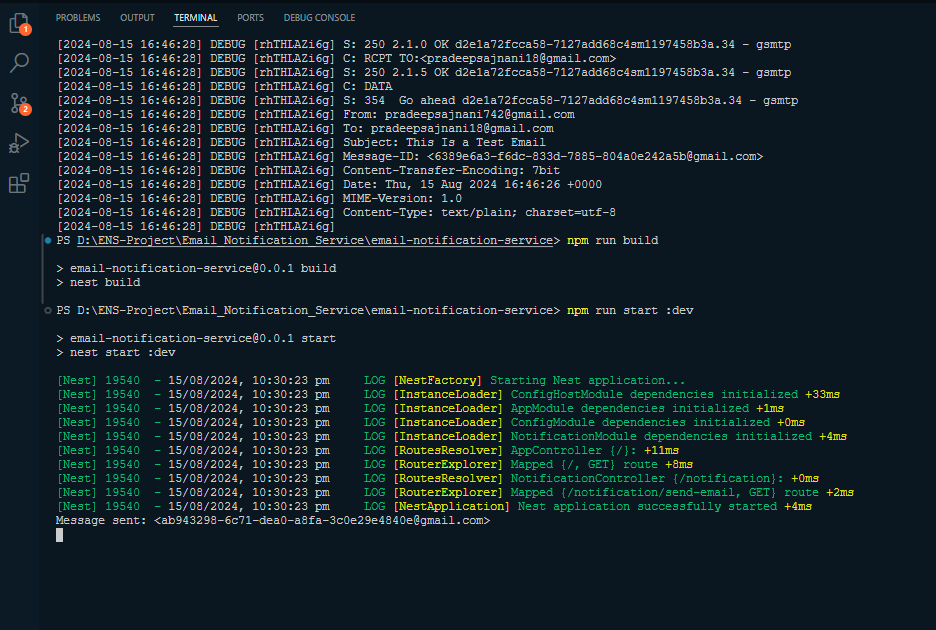 PROBLEMS OUTPUT TERMINAL PORTS DEBUG CONSOLE
1
2
[2024-08-15 16:46:28] DEBUG [rhTHLAZi6g] S: 250 2.1.0 OK d2e1a72fcca58-7127add68c4sm1197458b3a.34 - gsmtp
[2024-08-15 16:46:28] DEBUG [rhTHLAZi6g] C: RCPT TO:<pradeepsajnani18@gmail.com>
[2024-08-15 16:46:28] DEBUG [rhTHLAZi6g] S: 250 2.1.5 OK d2e1a72fcca58-7127add68c4sm1197458b3a.34 - gsmtp
[2024-08-15 16:46:28] DEBUG [rhTHLAZi6g] C: DATA
[2024-08-15 16:46:28] DEBUG [rhTHLAZi6g] S: 354  Go ahead d2e1a72fcca58-7127add68c4sm1197458b3a.34 - gsmtp
[2024-08-15 16:46:28] DEBUG [rhTHLAZi6g] From: pradeepsajnani742@gmail.com
[2024-08-15 16:46:28] DEBUG [rhTHLAZi6g] To: pradeepsajnani18@gmail.com
[2024-08-15 16:46:28] DEBUG [rhTHLAZi6g] Subject: This Is a Test Email
[2024-08-15 16:46:28] DEBUG [rhTHLAZi6g] Message-ID: <6389e6a3-f6dc-833d-7885-804a0e242a5b@gmail.com>
[2024-08-15 16:46:28] DEBUG [rhTHLAZi6g] Content-Transfer-Encoding: 7bit
[2024-08-15 16:46:28] DEBUG [rhTHLAZi6g] Date: Thu, 15 Aug 2024 16:46:26 +0000
[2024-08-15 16:46:28] DEBUG [rhTHLAZi6g] MIME-Version: 1.0
[2024-08-15 16:46:28] DEBUG [rhTHLAZi6g] Content-Type: text/plain; charset=utf-8
[2024-08-15 16:46:28] DEBUG [rhTHLAZi6g]
PS D:\ENS-Project\Email_Notification_Service\email-notification-service> npm run build
> email-notification-service@0.0.1 build
> nest build
PS D:\ENS-Project\Email_Notification_Service\email-notification-service> npm run start :dev
> email-notification-service@0.0.1 start
> nest start :dev
[Nest] 19540  - 15/08/2024, 10:30:23 pm     LOG [NestFactory] Starting Nest application...
[Nest] 19540  - 15/08/2024, 10:30:23 pm     LOG [InstanceLoader] ConfigHostModule dependencies initialized +33ms
[Nest] 19540  - 15/08/2024, 10:30:23 pm     LOG [InstanceLoader] AppModule dependencies initialized +1ms
[Nest] 19540  - 15/08/2024, 10:30:23 pm     LOG [InstanceLoader] ConfigModule dependencies initialized +0ms
[Nest] 19540  - 15/08/2024, 10:30:23 pm     LOG [InstanceLoader] NotificationModule dependencies initialized +4ms
[Nest] 19540  - 15/08/2024, 10:30:23 pm     LOG [RoutesResolver] AppController {/}: +11ms
[Nest] 19540  - 15/08/2024, 10:30:23 pm     LOG [RouterExplorer] Mapped {/, GET} route +8ms
[Nest] 19540  - 15/08/2024, 10:30:23 pm     LOG [RoutesResolver] NotificationController {/notification}: +0ms
[Nest] 19540  - 15/08/2024, 10:30:23 pm     LOG [RouterExplorer] Mapped {/notification/send-email, GET} route +2ms
[Nest] 19540  - 15/08/2024, 10:30:23 pm     LOG [NestApplication] Nest application successfully started +4ms
Message sent: <ab943298-6c71-dea0-a8fa-3c0e29e4840e@gmail.com>